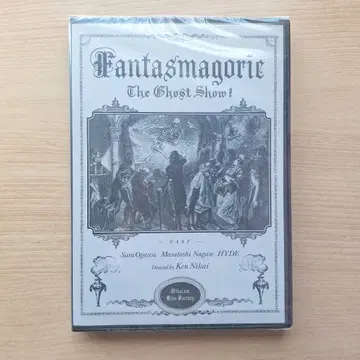 Fantasmagorie
The Ghost Show!
CAST
Sara Ogawa Masatoshi Nagase HYDE
Directed by Ken Nikai